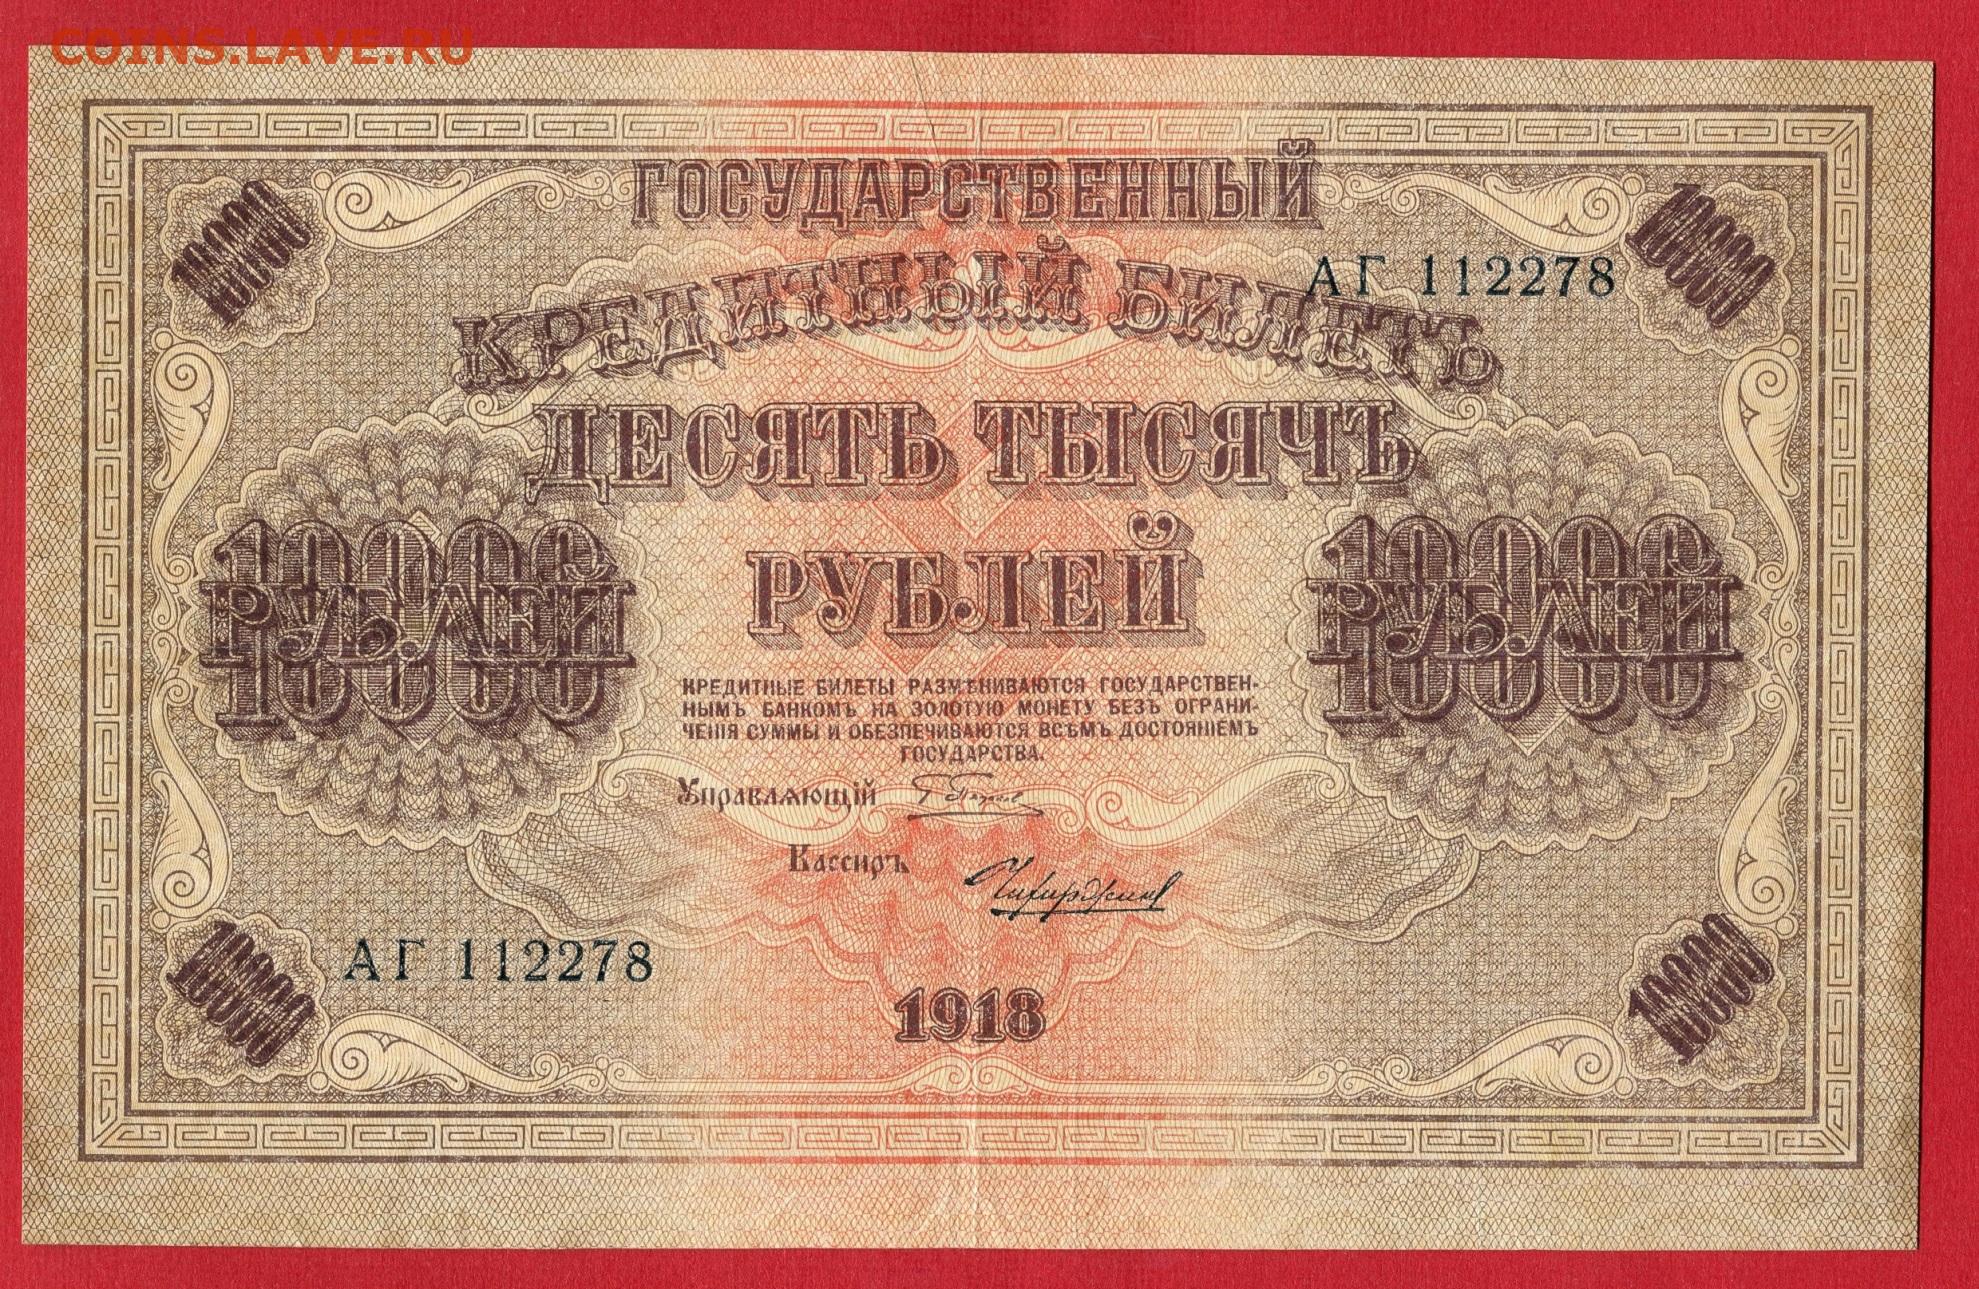 COINS.LAVE.RU
ГОСУДАРСТВЕННЫЙ
КРЕДИТНЫЙ БИЛЕТЪ
АГ 112278
10000
10000
ДЕСЯТЬ ТЫСЯЧЪ
РУБЛЕЙ
10000
РУБЛЕЙ
10000
РУБЛЕЙ
КРЕДИТНЫЕ БИЛЕТЫ РАЗМѢНИВАЮТСЯ ГОСУДАРСТВЕН-
НЫМЪ БАНКОМЪ НА ЗОЛОТУЮ МОНЕТУ БЕЗЪ ОГРАНИ-
ЧЕНІЯ СУММЫ И ОБЕЗПЕЧИВАЮТСЯ ВСѢМЪ ДОСТОЯНІЕМЪ
ГОСУДАРСТВА.
Управляющій
Кассиръ
АГ 112278
1918
10000
10000